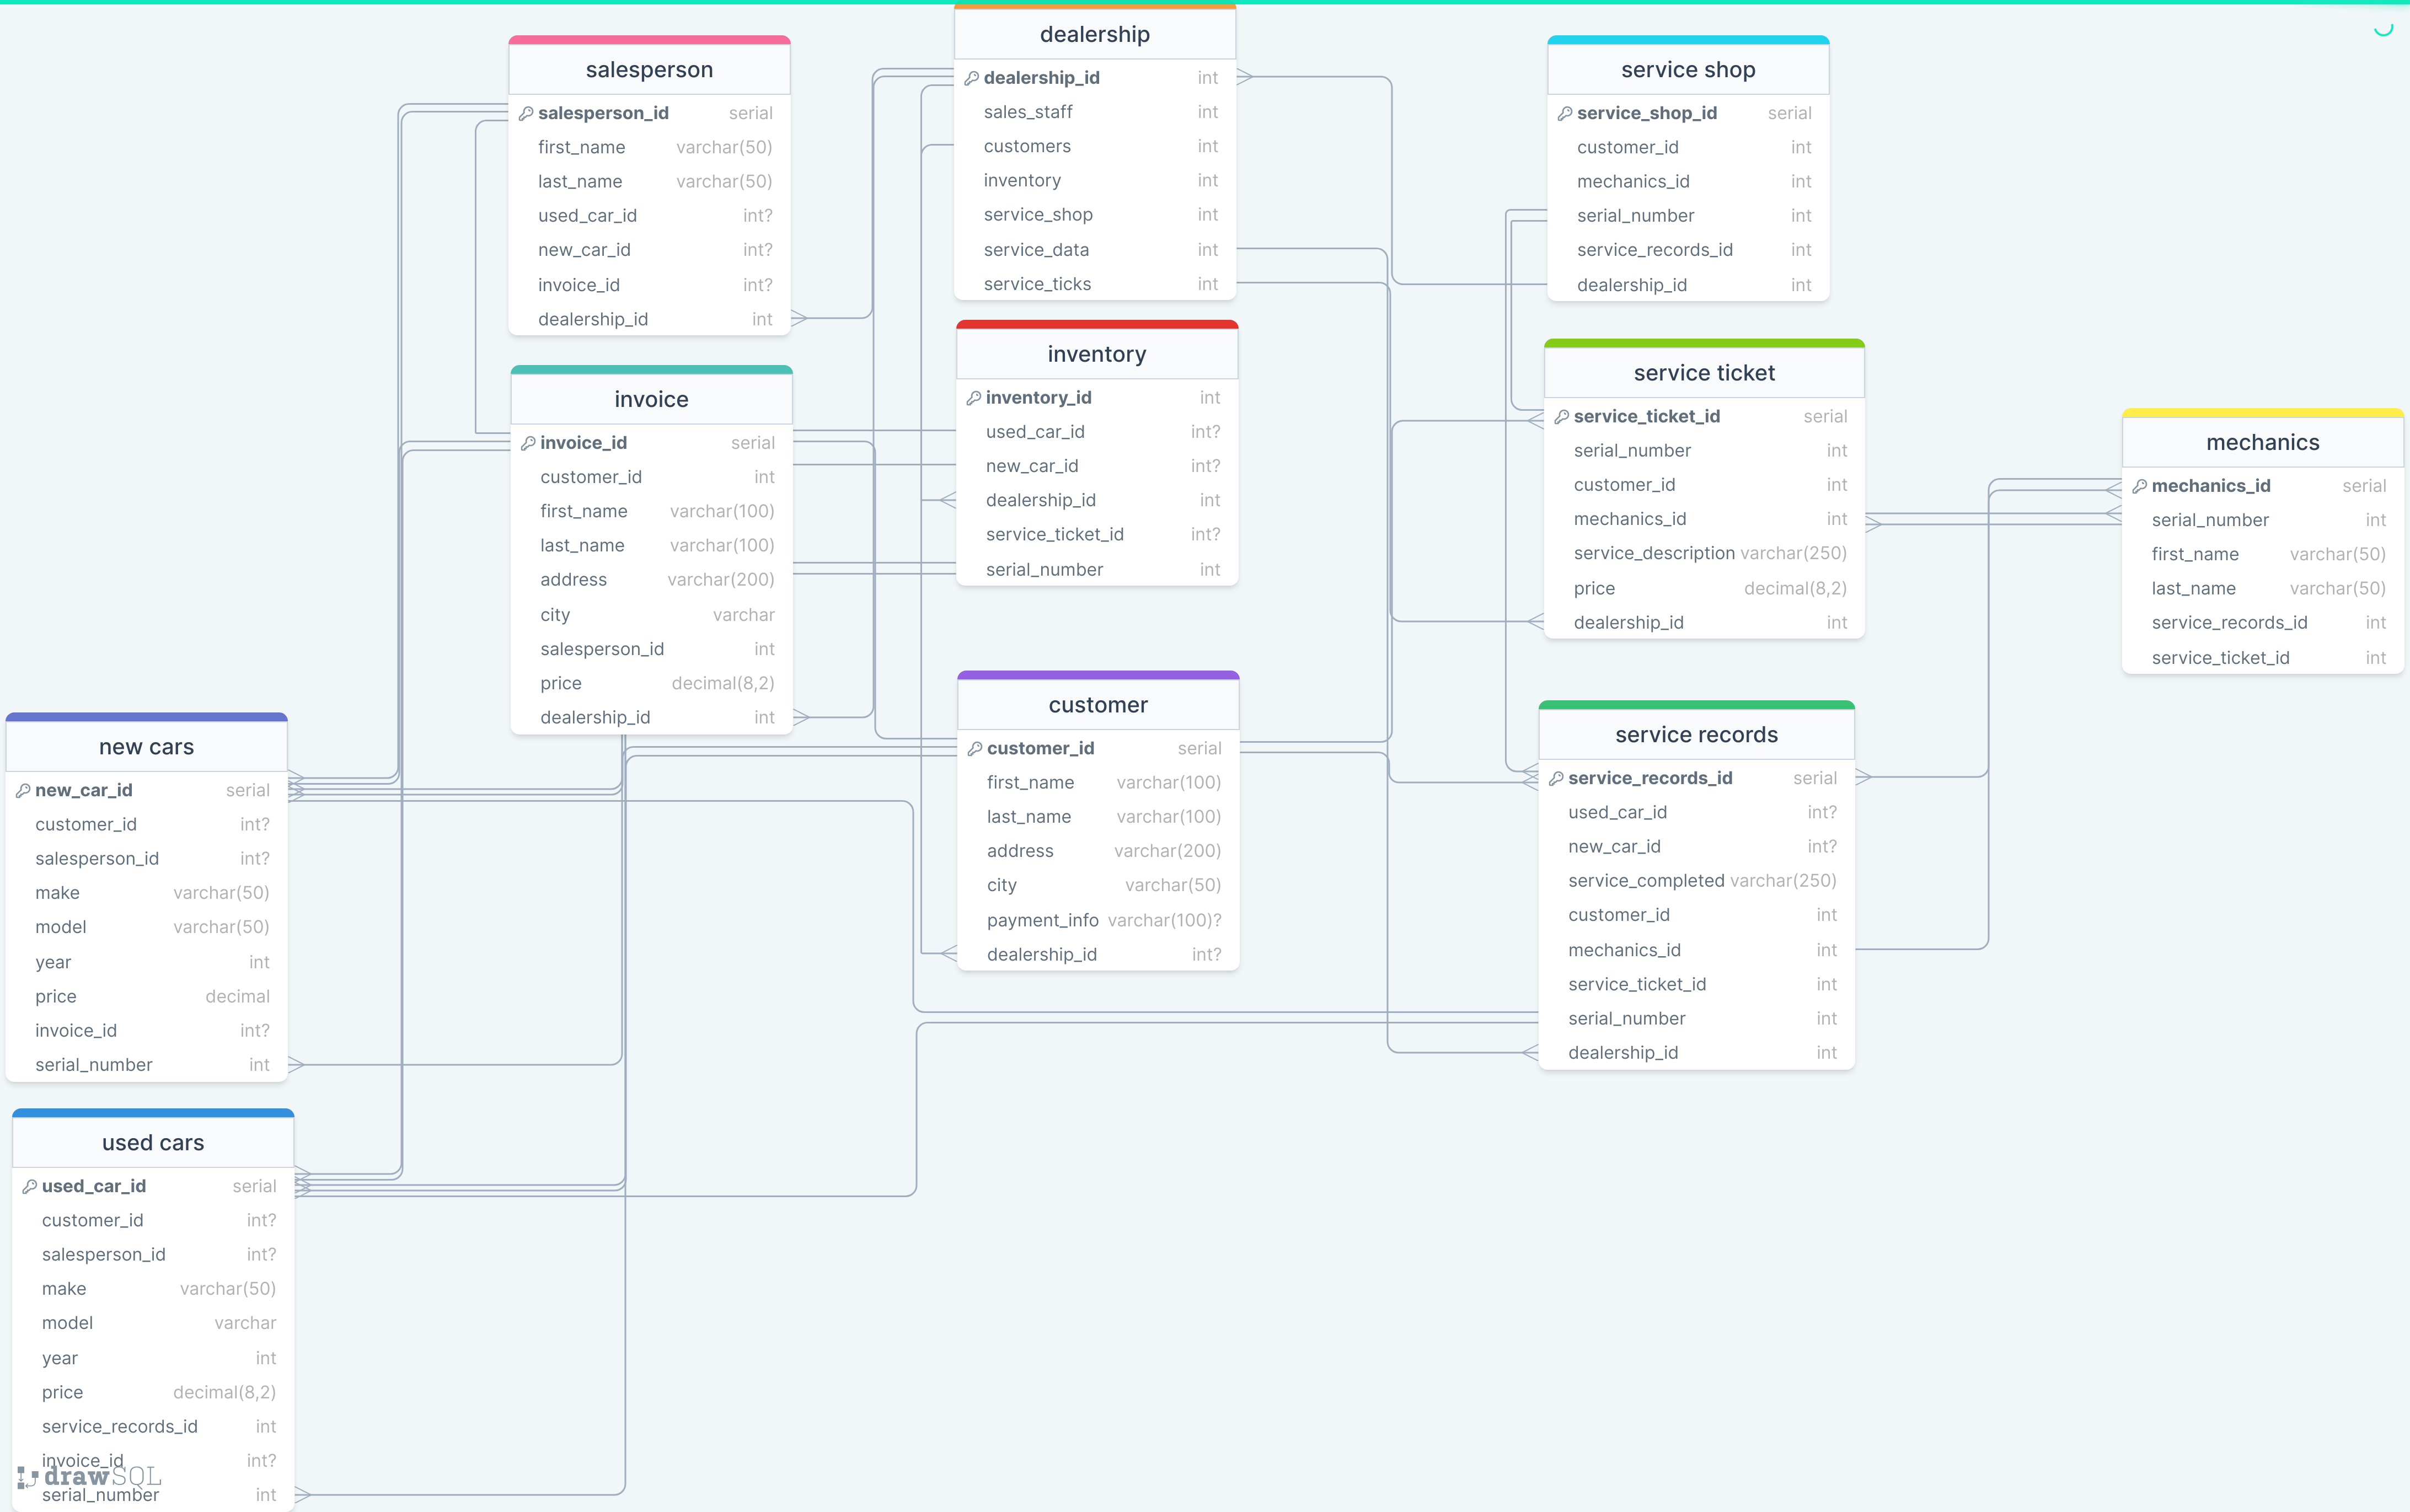 salesperson
salesperson_id serial
first_name varchar(50)
last_name varchar(50)
used_car_id int?
new_car_id int?
invoice_id int?
dealership_id int
dealership
dealership_id int
sales_staff int
customers int
inventory int
service_shop int
service_data int
service_ticks int
service shop
service_shop_id serial
customer_id int
mechanics_id int
serial_number int
service_records_id int
dealership_id int
invoice
invoice_id serial
customer_id int
first_name varchar(100)
last_name varchar(100)
address varchar(200)
city varchar
salesperson_id int
price decimal(8,2)
dealership_id int
inventory
inventory_id int
used_car_id int?
new_car_id int?
dealership_id int
service_ticket_id int?
serial_number int
service ticket
service_ticket_id serial
serial_number int
customer_id int
mechanics_id int
service_description varchar(250)
price decimal(8,2)
dealership_id int
mechanics
mechanics_id serial
serial_number int
first_name varchar(50)
last_name varchar(50)
service_records_id int
service_ticket_id int
customer
customer_id serial
first_name varchar(100)
last_name varchar(100)
address varchar(200)
city varchar(50)
payment_info varchar(100)?
dealership_id int?
service records
service_records_id serial
used_car_id int?
new_car_id int?
service_completed varchar(250)
customer_id int
mechanics_id int
service_ticket_id int
serial_number int
dealership_id int
new cars
new_car_id serial
customer_id int?
salesperson_id int?
make varchar(50)
model varchar(50)
year int
price decimal
invoice_id int?
serial_number int
used cars
used_car_id serial
customer_id int?
salesperson_id int?
make varchar(50)
model varchar
year int
price decimal(8,2)
service_records_id int
invoice_id int?
drawSQL
serial_number int